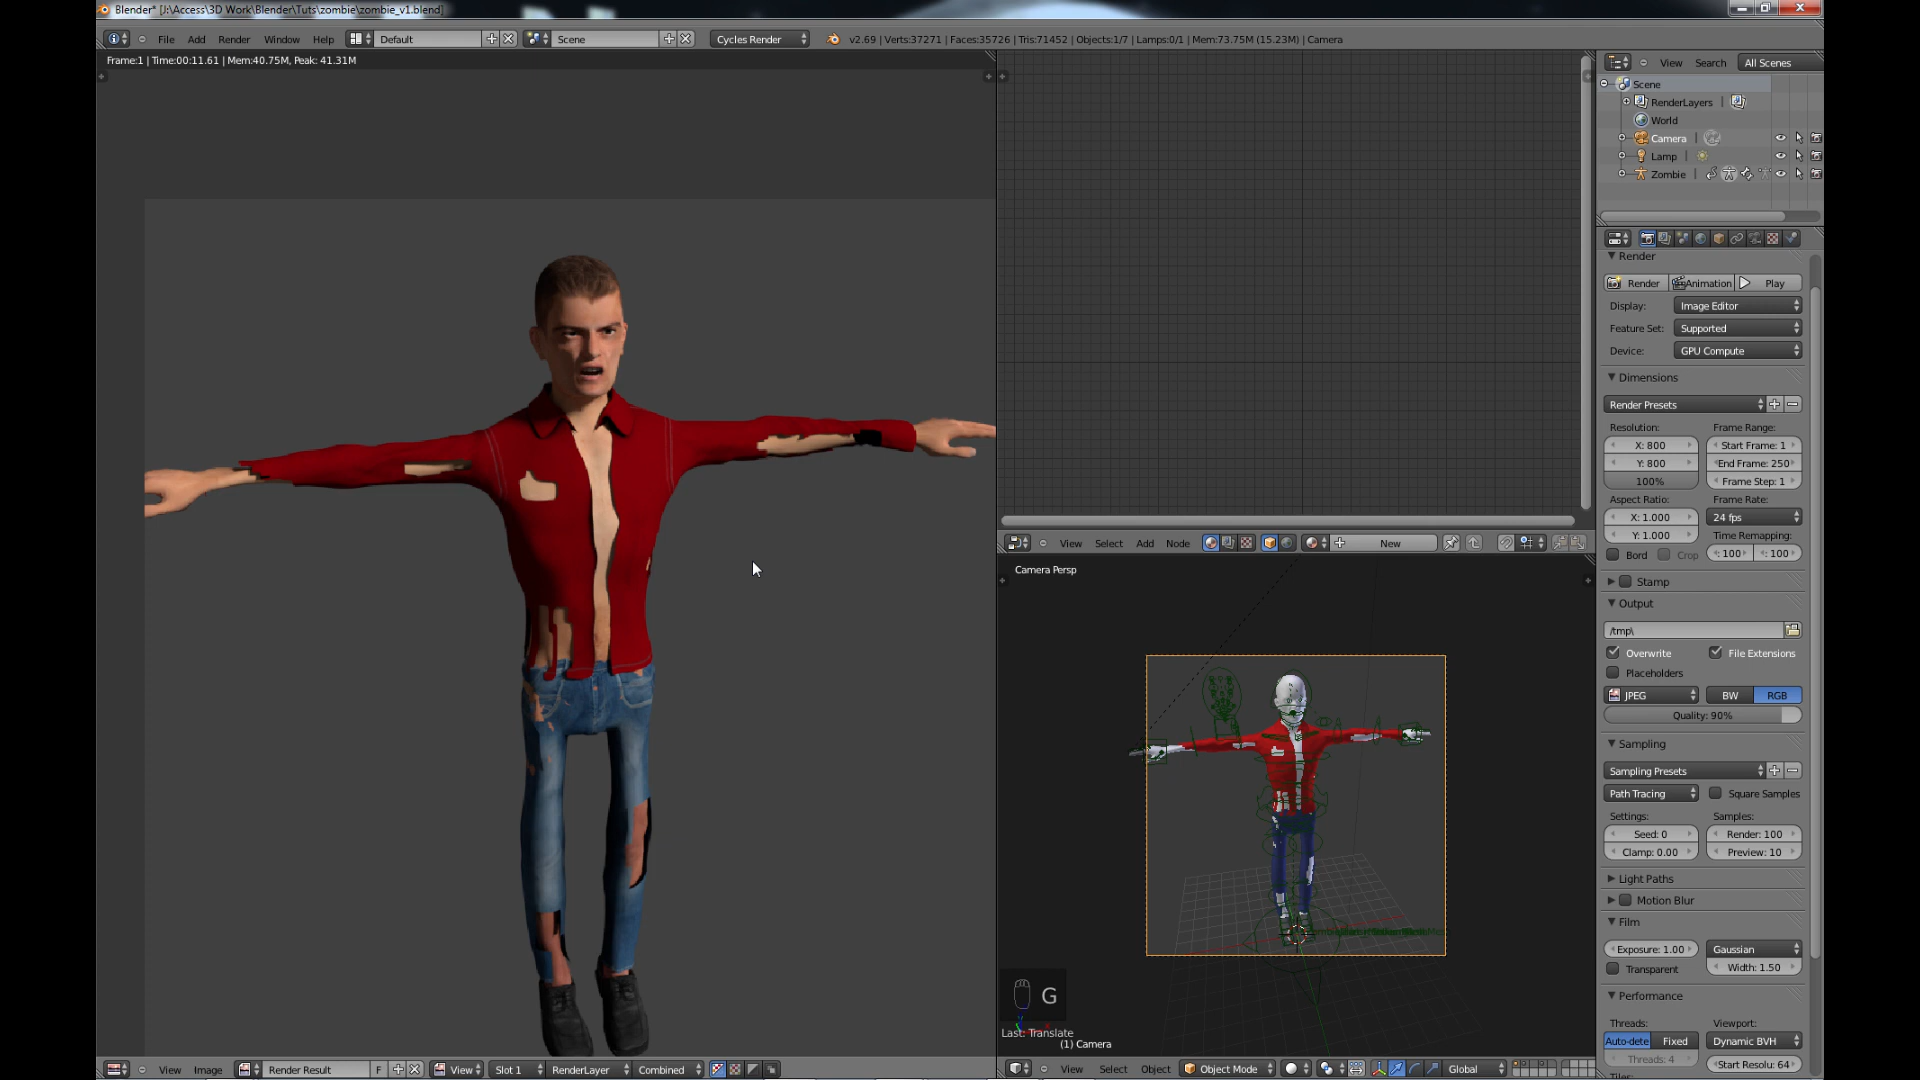 Blender* [J:\Access\3D Work\Blender\Tuts\zombie\zombie_v1.blend]
File Add Render Window Help Default Scene Cycles Render v2.69 | Verts:37271 | Faces:35726 | Tris:71452 | Objects:1/7 | Lamps:0/1 | Mem:73.75M (15.23M) | Camera
Frame:1 | Time:00:11.61 | Mem:40.75M, Peak: 41.31M
View Search All Scenes
Scene
RenderLayers
World
Camera
Lamp
Zombie
Render
Render Animation Play
Display: Image Editor
Feature Set: Supported
Device: GPU Compute
Dimensions
Render Presets
Resolution: Frame Range:
X: 800 Start Frame: 1
Y: 800 End Frame: 250
100% Frame Step: 1
Aspect Ratio: Frame Rate:
X: 1.000 24 fps
Y: 1.000 Time Remapping:
Bord Crop : 100 : 100
Stamp
Output
/tmp\
Overwrite File Extensions
Placeholders
JPEG BW RGB
Quality: 90%
Sampling
Sampling Presets
Path Tracing Square Samples
Settings: Samples:
Seed: 0 Render: 100
Clamp: 0.00 Preview: 10
Light Paths
Motion Blur
Film
Exposure: 1.00 Gaussian
Transparent Width: 1.50
Performance
Threads: Viewport:
Auto-dete Fixed Dynamic BVH
Threads: 4 Start Resolu: 64
View Select Add Node New
Camera Persp
G
Last: Translate
(1) Camera
View Image Render Result F View Slot 1 RenderLayer Combined
View Select Object Object Mode Global